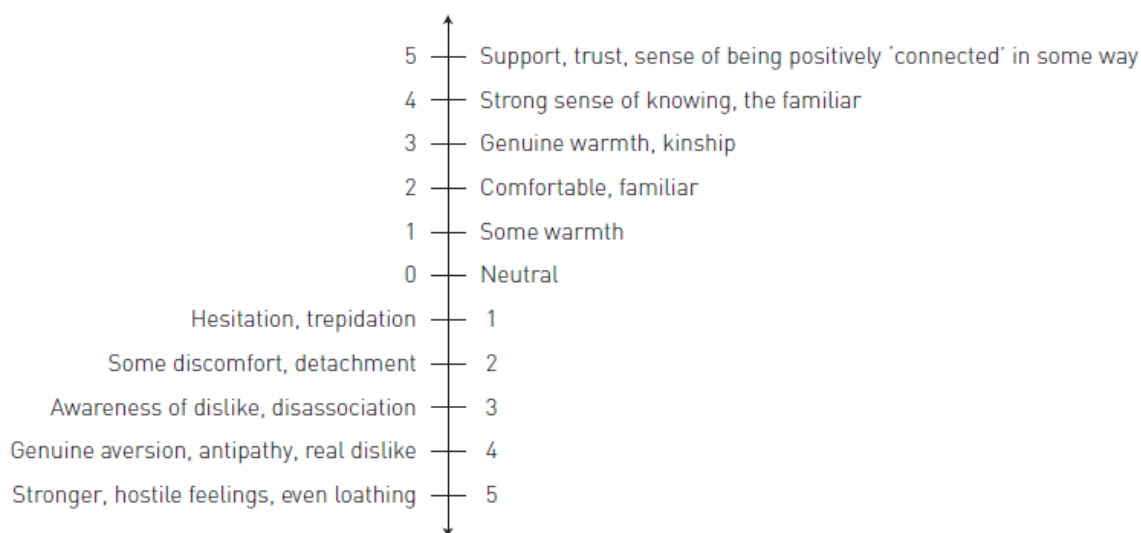 5 Support, trust, sense of being positively ‘connected’ in some way
4 Strong sense of knowing, the familiar
3 Genuine warmth, kinship
2 Comfortable, familiar
1 Some warmth
0 Neutral
Hesitation, trepidation 1
Some discomfort, detachment 2
Awareness of dislike, disassociation 3
Genuine aversion, antipathy, real dislike 4
Stronger, hostile feelings, even loathing 5